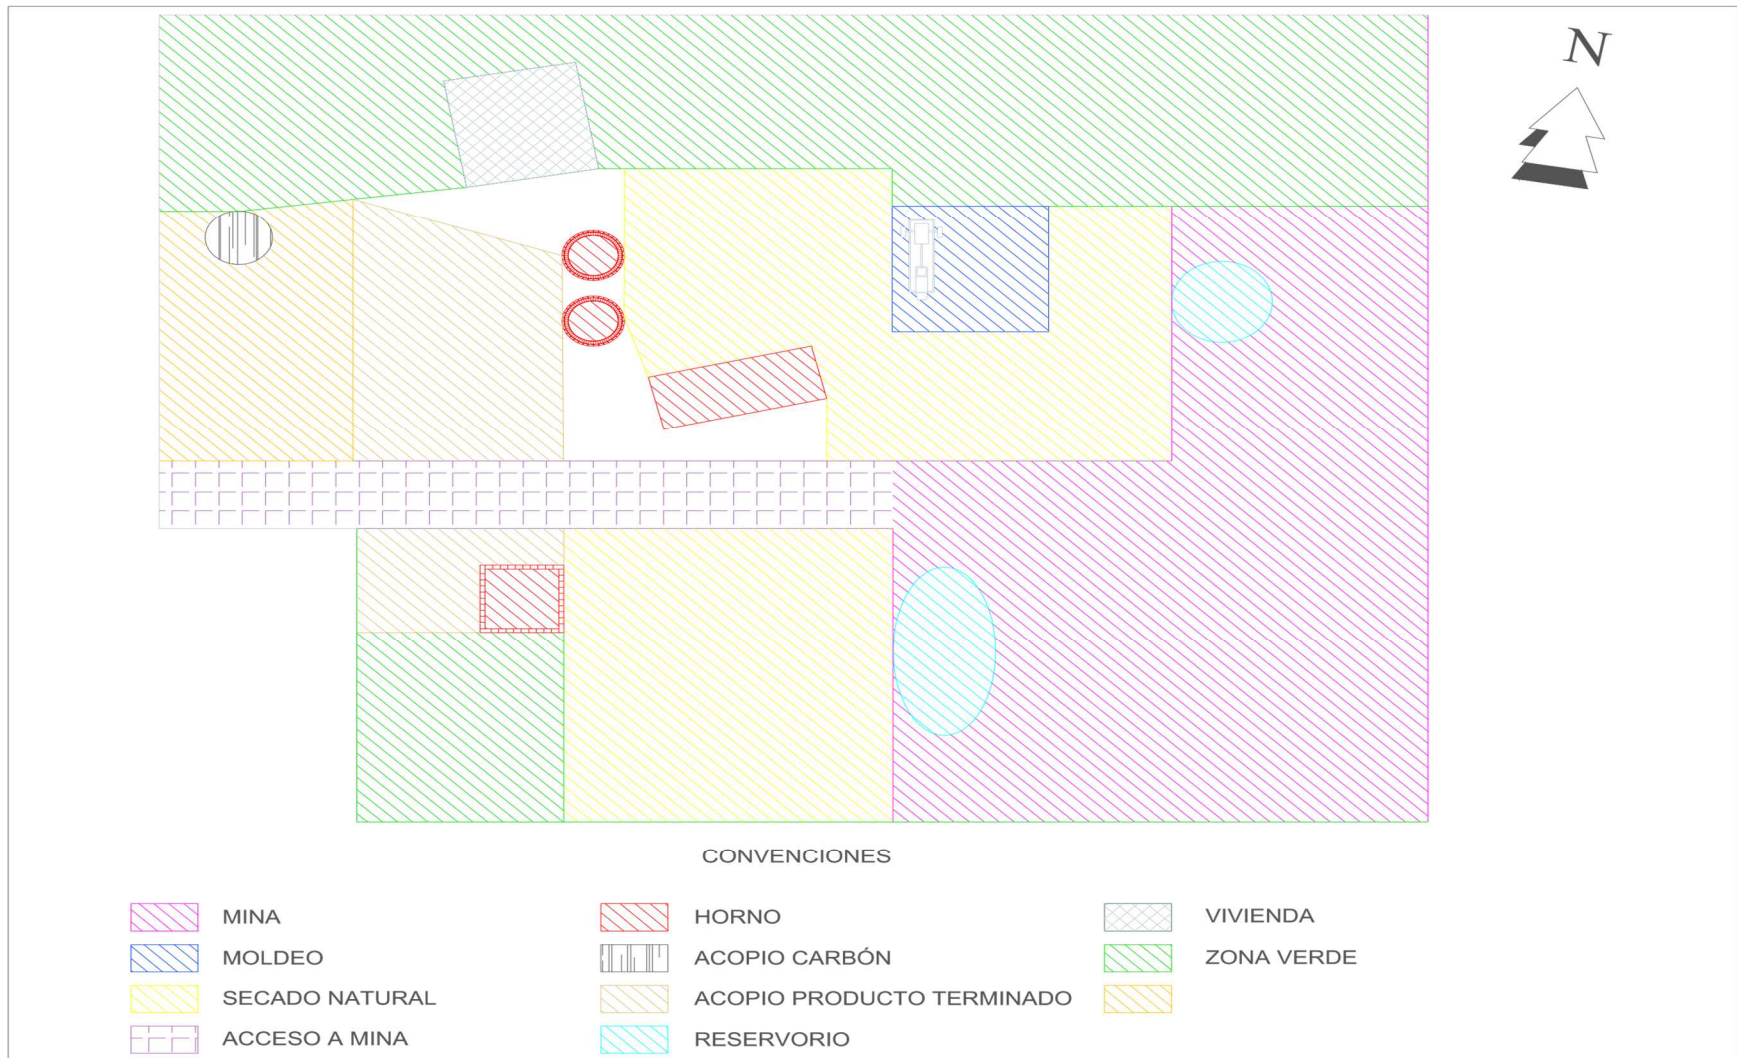 N
CONVENCIONES
MINA
HORNO
VIVIENDA
MOLDEO
ACOPIO CARBÓN
ZONA VERDE
SECADO NATURAL
ACOPIO PRODUCTO TERMINADO
ACCESO A MINA
RESERVORIO